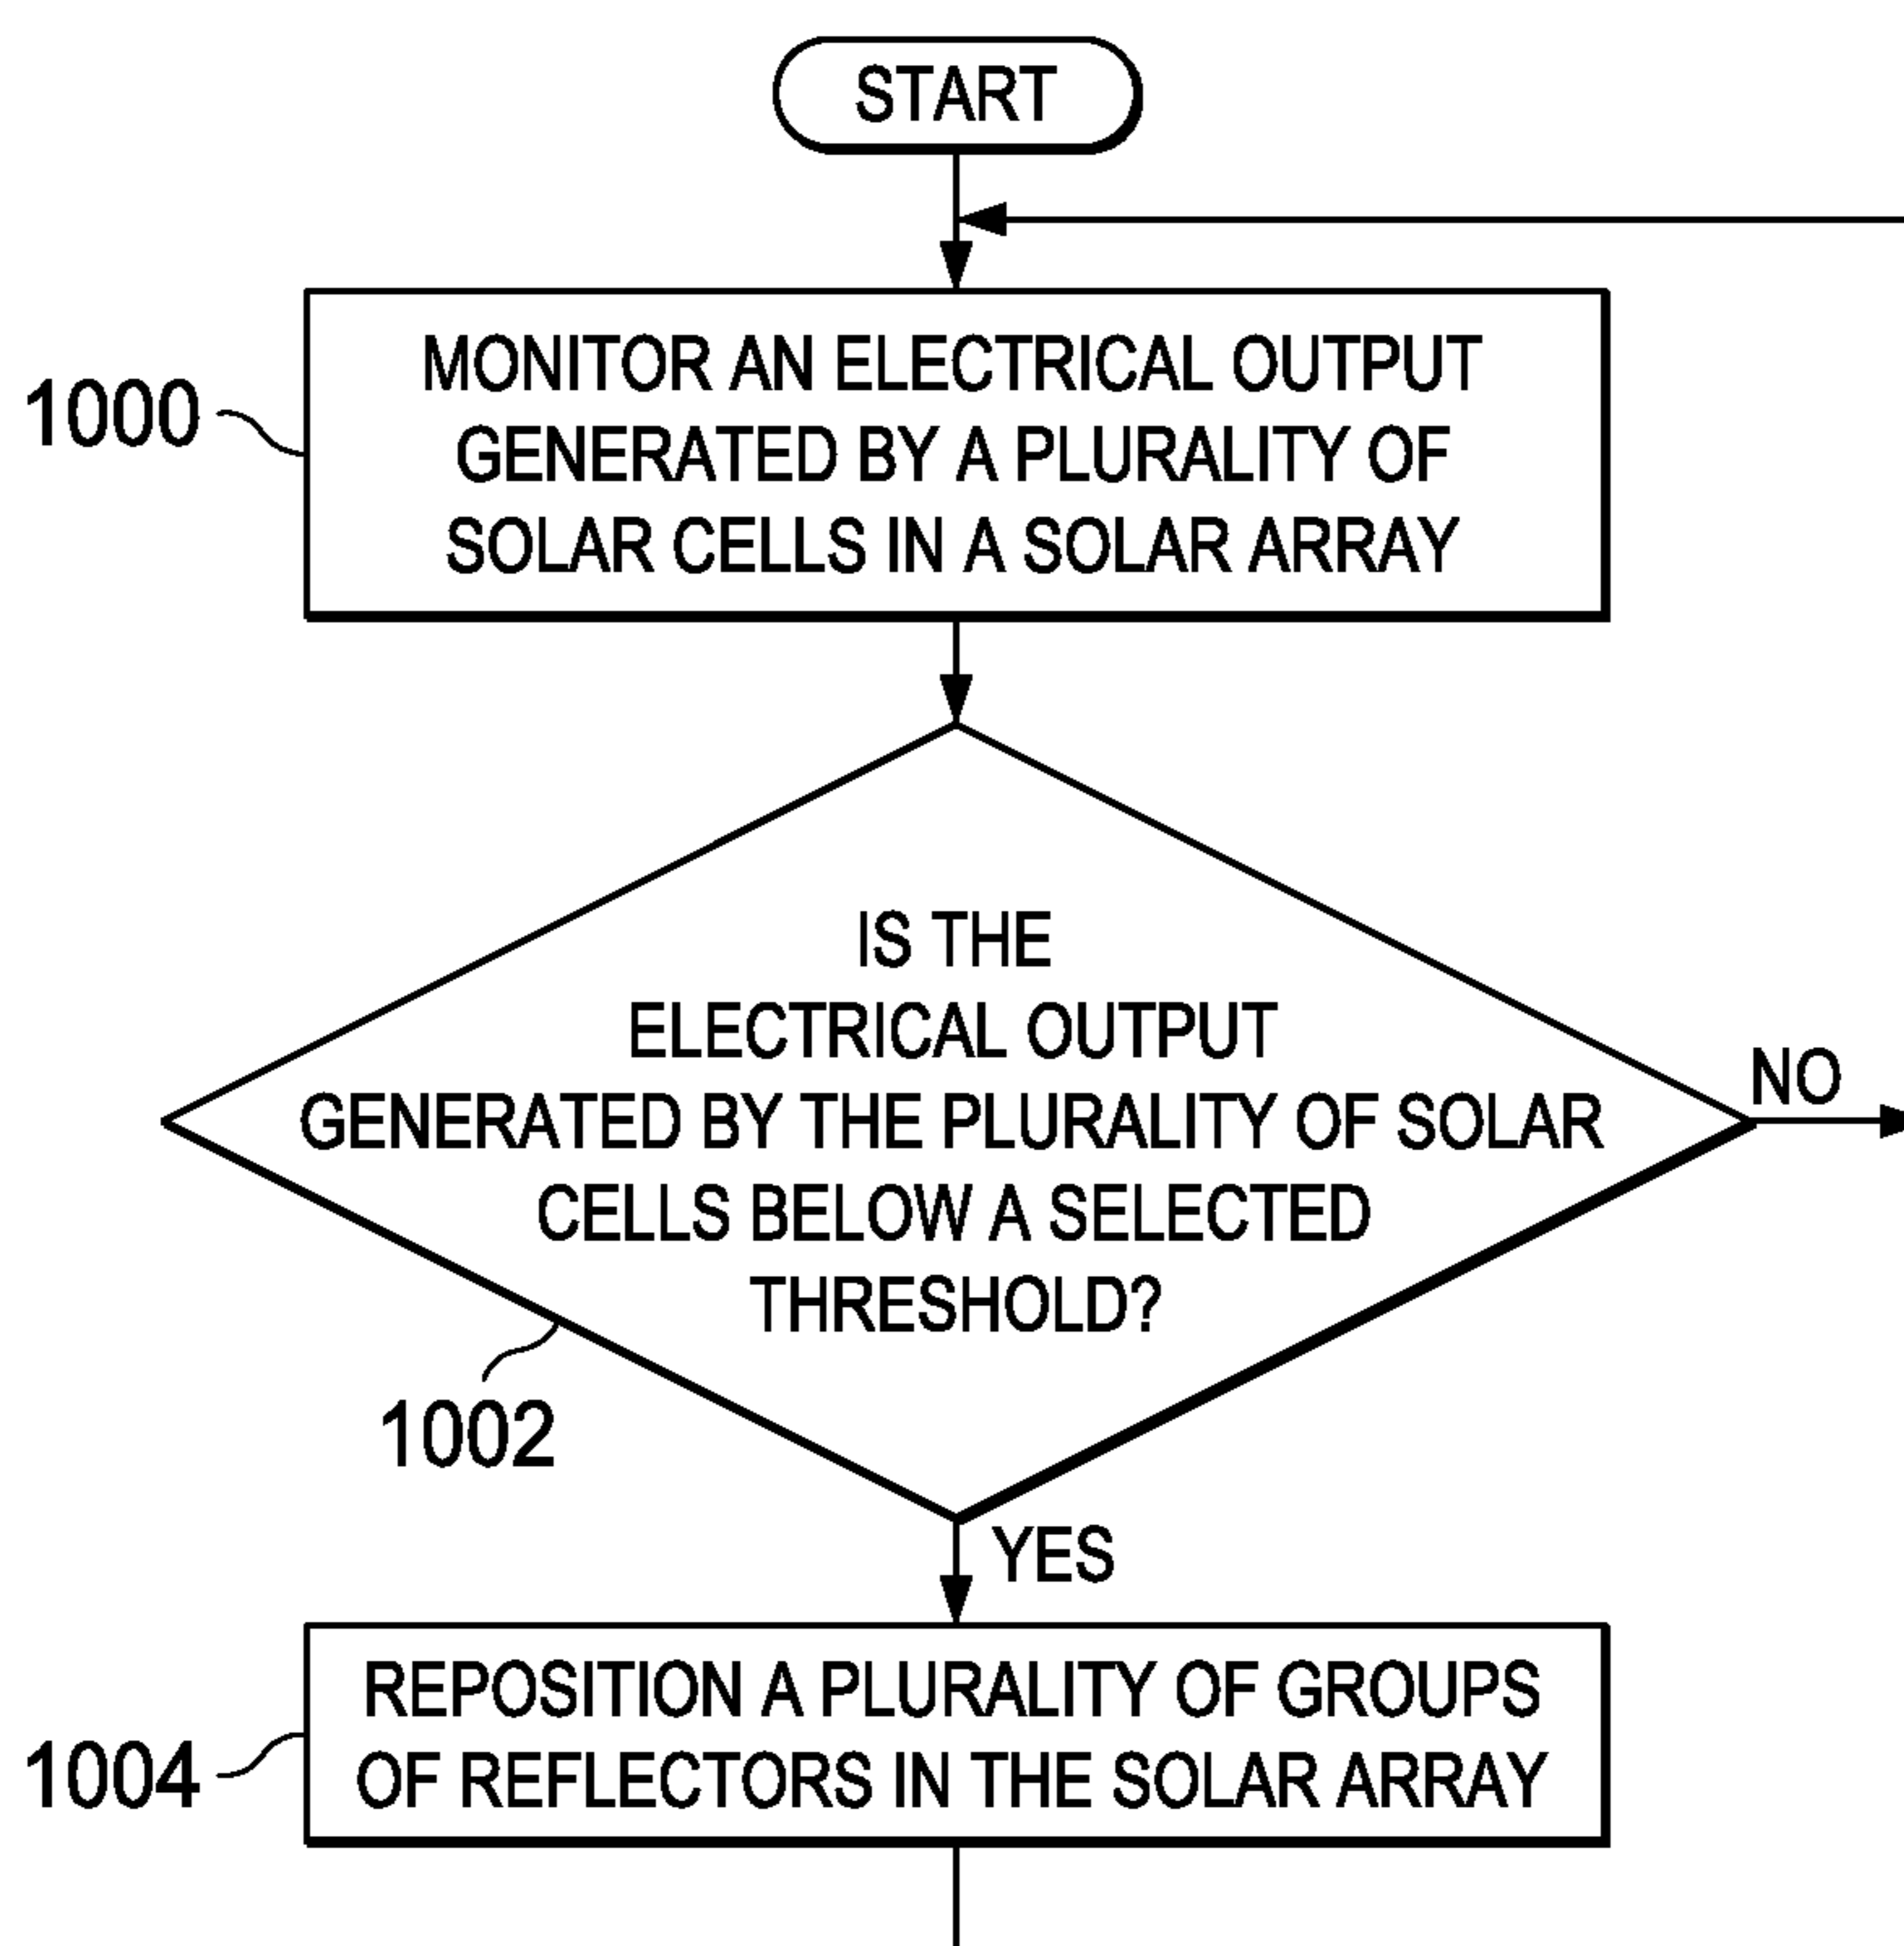 START
MONITOR AN ELECTRICAL OUTPUT
GENERATED BY A PLURALITY OF
SOLAR CELLS IN A SOLAR ARRAY
1000
IS THE
ELECTRICAL OUTPUT
GENERATED BY THE PLURALITY OF SOLAR
CELLS BELOW A SELECTED
THRESHOLD?
NO
1002
YES
REPOSITION A PLURALITY OF GROUPS
OF REFLECTORS IN THE SOLAR ARRAY
1004